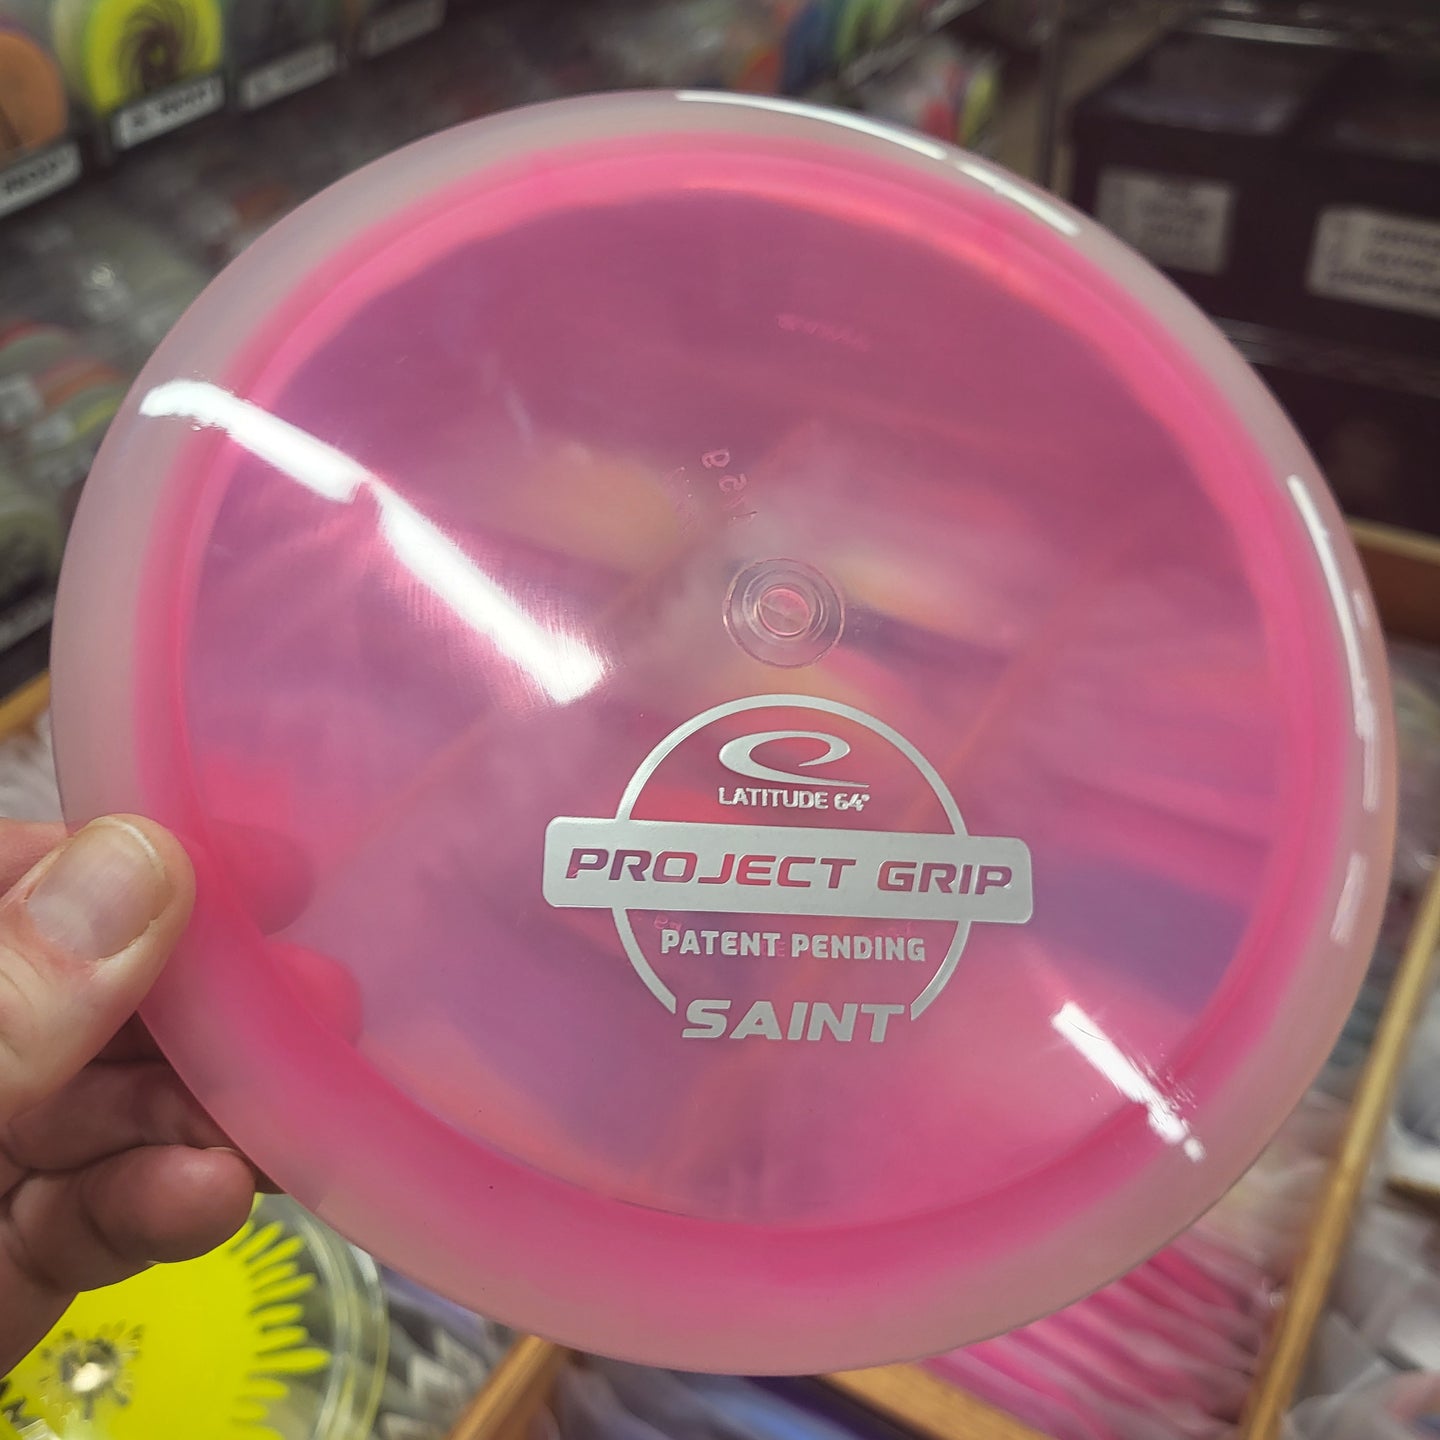 LATITUDE 64°
PROJECT GRIP
PATENT PENDING
SAINT